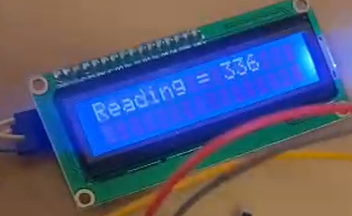 Reading = 336